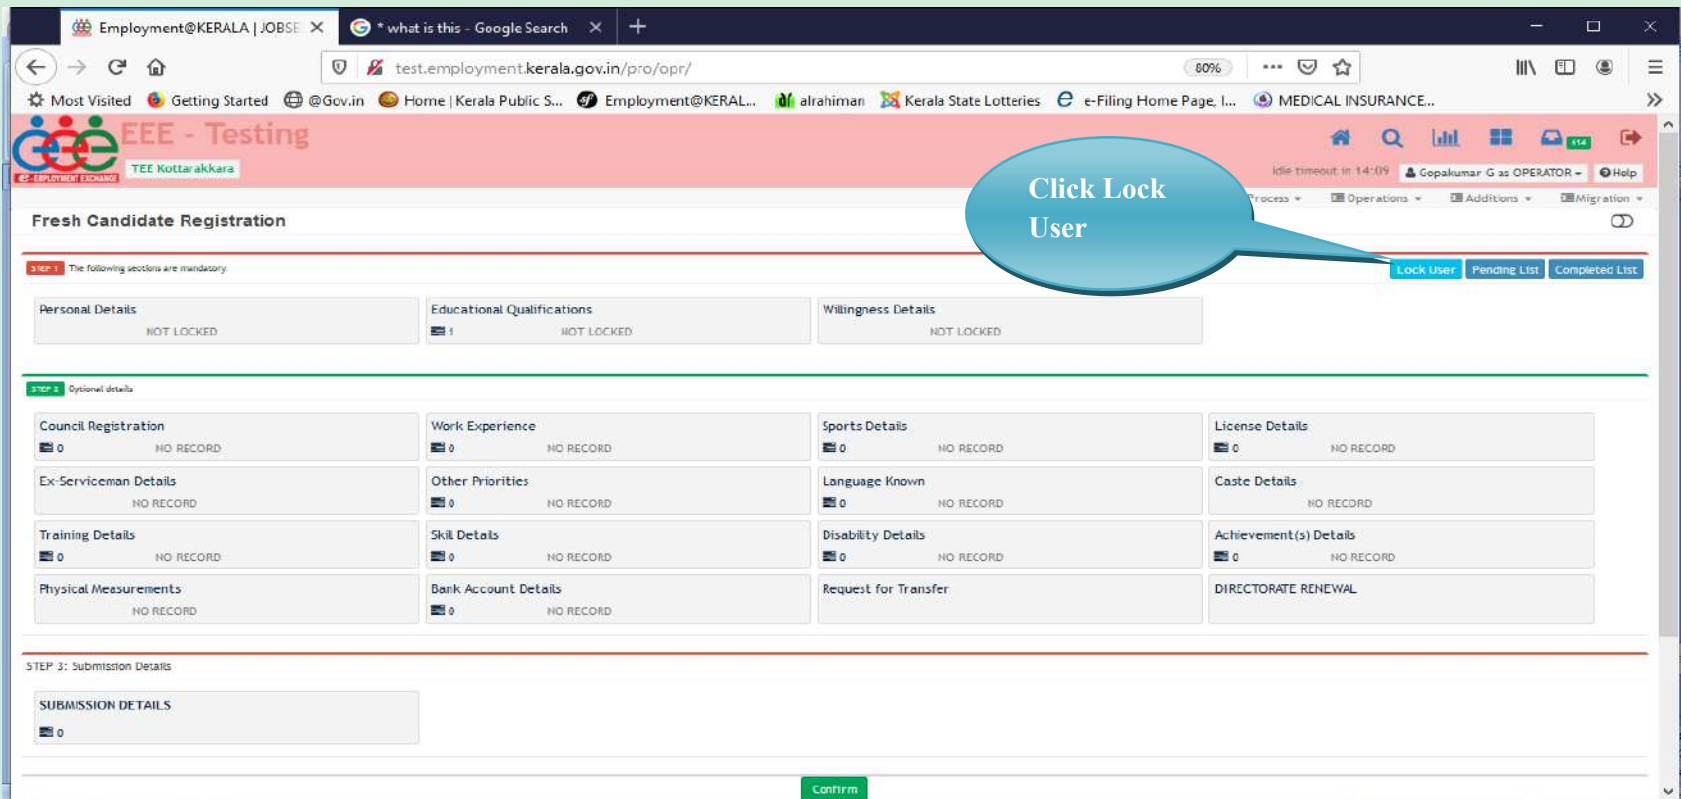 Employment@KERALA | JOBSE
* what is this - Google Search
test.employment.kerala.gov.in/pro/opr/
80%
Most Visited Getting Started @Gov.in Home | Kerala Public S... Employment@KERAL... alrahiman Kerala State Lotteries e-Filing Home Page, I... MEDICAL INSURANCE...
EEE - Testing
e-EMPLOYMENT EXCHANGE
TEE Kottarakkara
514
Idle timeout in 14:09 Gopakumar G as OPERATOR Help
Process Operations Additions Migration
Click Lock
User
Fresh Candidate Registration
STEP 1 The following sections are mandatory.
Lock User Pending List Completed List
Personal Details Educational Qualifications Willingness Details
NOT LOCKED 1 NOT LOCKED NOT LOCKED
STEP 2 Optional details
Council Registration Work Experience Sports Details License Details
0 NO RECORD 0 NO RECORD 0 NO RECORD 0 NO RECORD
Ex-Serviceman Details Other Priorities Language Known Caste Details
NO RECORD 0 NO RECORD 0 NO RECORD NO RECORD
Training Details Skill Details Disability Details Achievement(s) Details
0 NO RECORD 0 NO RECORD 0 NO RECORD 0 NO RECORD
Physical Measurements Bank Account Details Request for Transfer DIRECTORATE RENEWAL
NO RECORD 0 NO RECORD
STEP 3: Submission Details
SUBMISSION DETAILS
0
Confirm